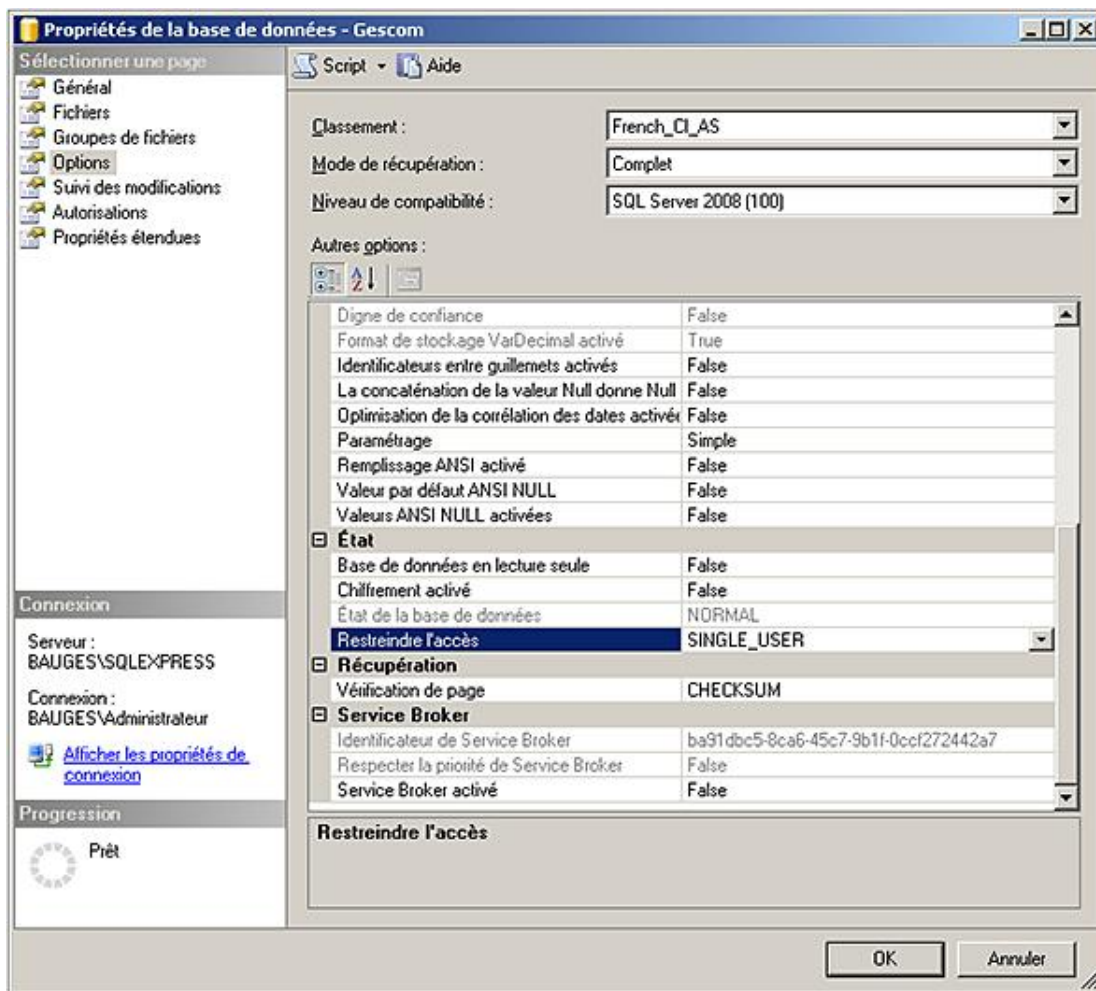 Propriétés de la base de données - Gescom
Sélectionner une page
Général
Fichiers
Groupes de fichiers
Options
Suivi des modifications
Autorisations
Propriétés étendues
Script
Aide
Classement :
French_CI_AS
Mode de récupération :
Complet
Niveau de compatibilité :
SQL Server 2008 (100)
Autres options :
Digne de confiance False
Format de stockage VarDecimal activé True
Identificateurs entre guillemets activés False
La concaténation de la valeur Null donne Null False
Optimisation de la corrélation des dates activée False
Paramétrage Simple
Remplissage ANSI activé False
Valeur par défaut ANSI NULL False
Valeurs ANSI NULL activées False
État
Base de données en lecture seule False
Chiffrement activé False
État de la base de données NORMAL
Restreindre l'accès SINGLE_USER
Récupération
Vérification de page CHECKSUM
Service Broker
Identificateur de Service Broker ba91dbc5-8ca6-45c7-9b1f-0ccf272442a7
Respecter la priorité de Service Broker False
Service Broker activé False
Restreindre l'accès
Connexion
Serveur :
BAUGES\SQLEXPRESS
Connexion :
BAUGES\Administrateur
Afficher les propriétés de
connexion
Progression
Prêt
OK
Annuler